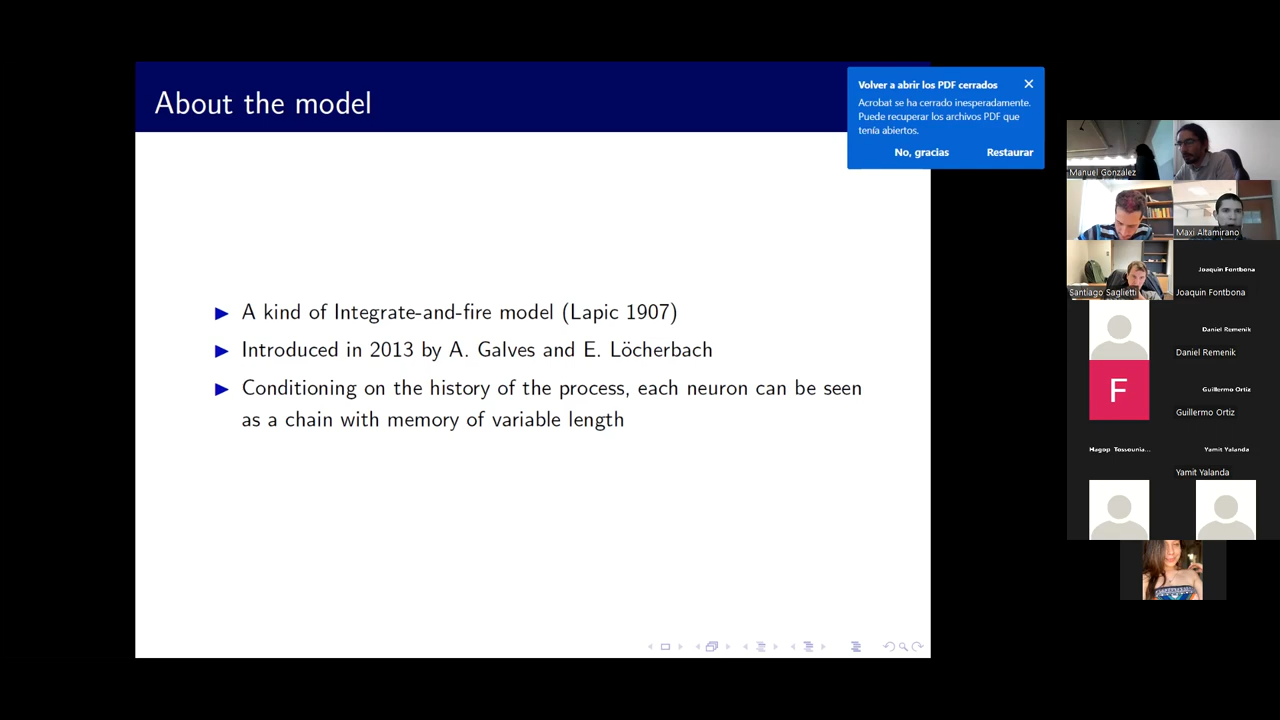 About the model
Volver a abrir los PDF cerrados
Acrobat se ha cerrado inesperadamente.
Puede recuperar los archivos PDF que
tenía abiertos.
No, gracias
Restaurar
A kind of Integrate-and-fire model (Lapic 1907)
Introduced in 2013 by A. Galves and E. Löcherbach
Conditioning on the history of the process, each neuron can be seen
as a chain with memory of variable length
Manuel González
Maxi Altamirano
Santiago Saglietti
Joaquin Fontbona
Joaquin Fontbona
Daniel Remenik
Daniel Remenik
F
Guillermo Ortiz
Guillermo Ortiz
Hagop Tossounia...
Yamit Yalanda
Yamit Yalanda